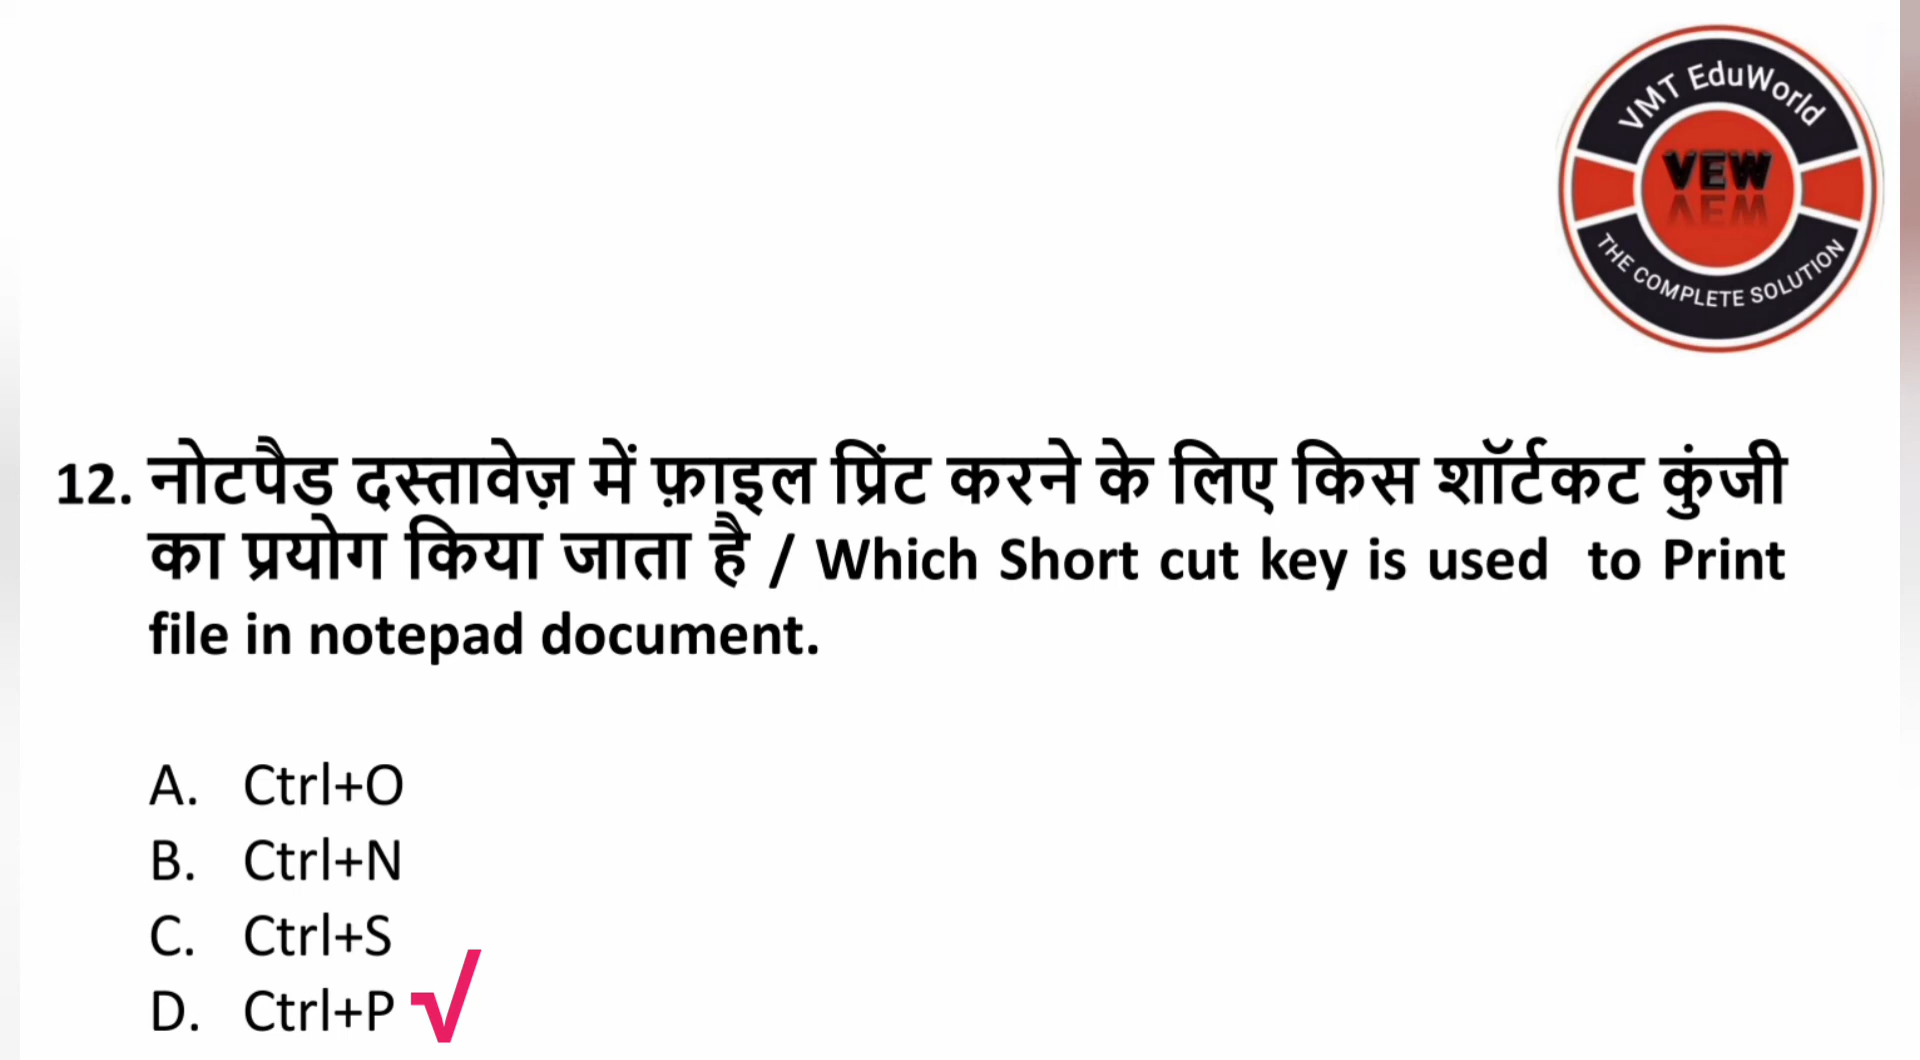 VMT EduWorld
VEW
THE COMPLETE SOLUTION
12. नोटपैड दस्तावेज़ में फ़ाइल प्रिंट करने के लिए किस शॉर्टकट कुंजी
का प्रयोग किया जाता है / Which Short cut key is used to Print
file in notepad document.
A. Ctrl+O
B. Ctrl+N
C. Ctrl+S
D. Ctrl+P √